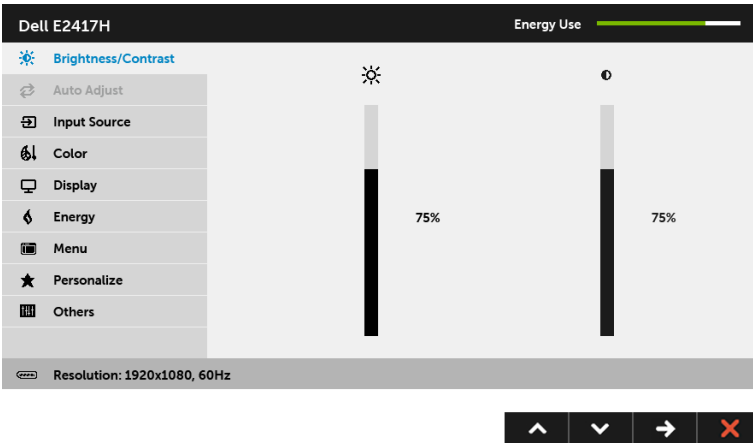 Dell E2417H
Energy Use
Brightness/Contrast
Auto Adjust
Input Source
Color
Display
Energy
Menu
Personalize
Others
75%
75%
Resolution: 1920x1080, 60Hz